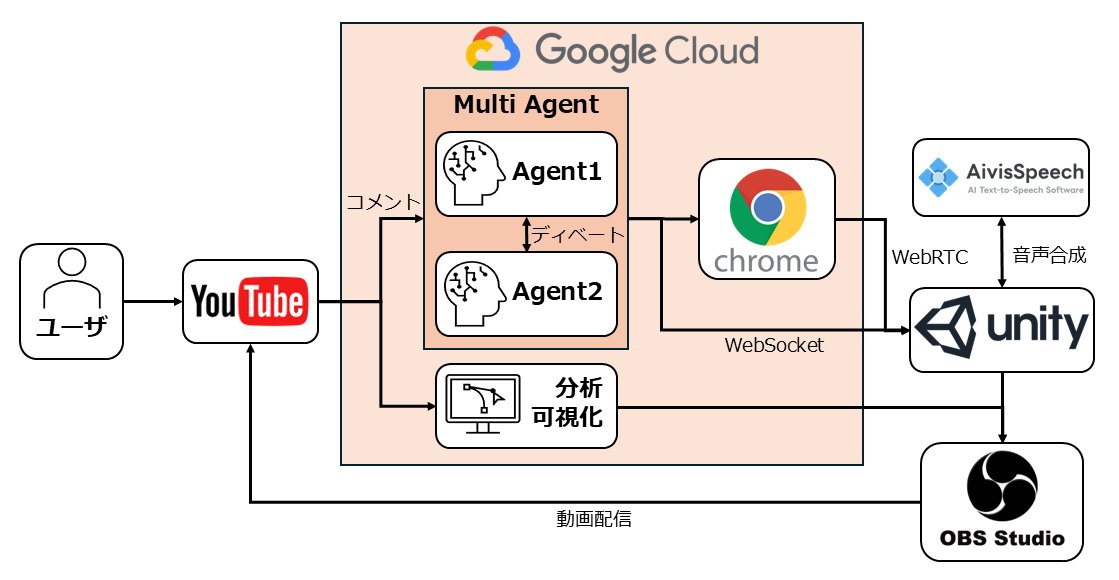 Google Cloud
Multi Agent
Agent1
コメント
ディベート
Agent2
ユーザ
YouTube
chrome
AivisSpeech
AI Text-to-Speech Software
WebRTC
音声合成
unity
WebSocket
分析
可視化
動画配信
OBS Studio